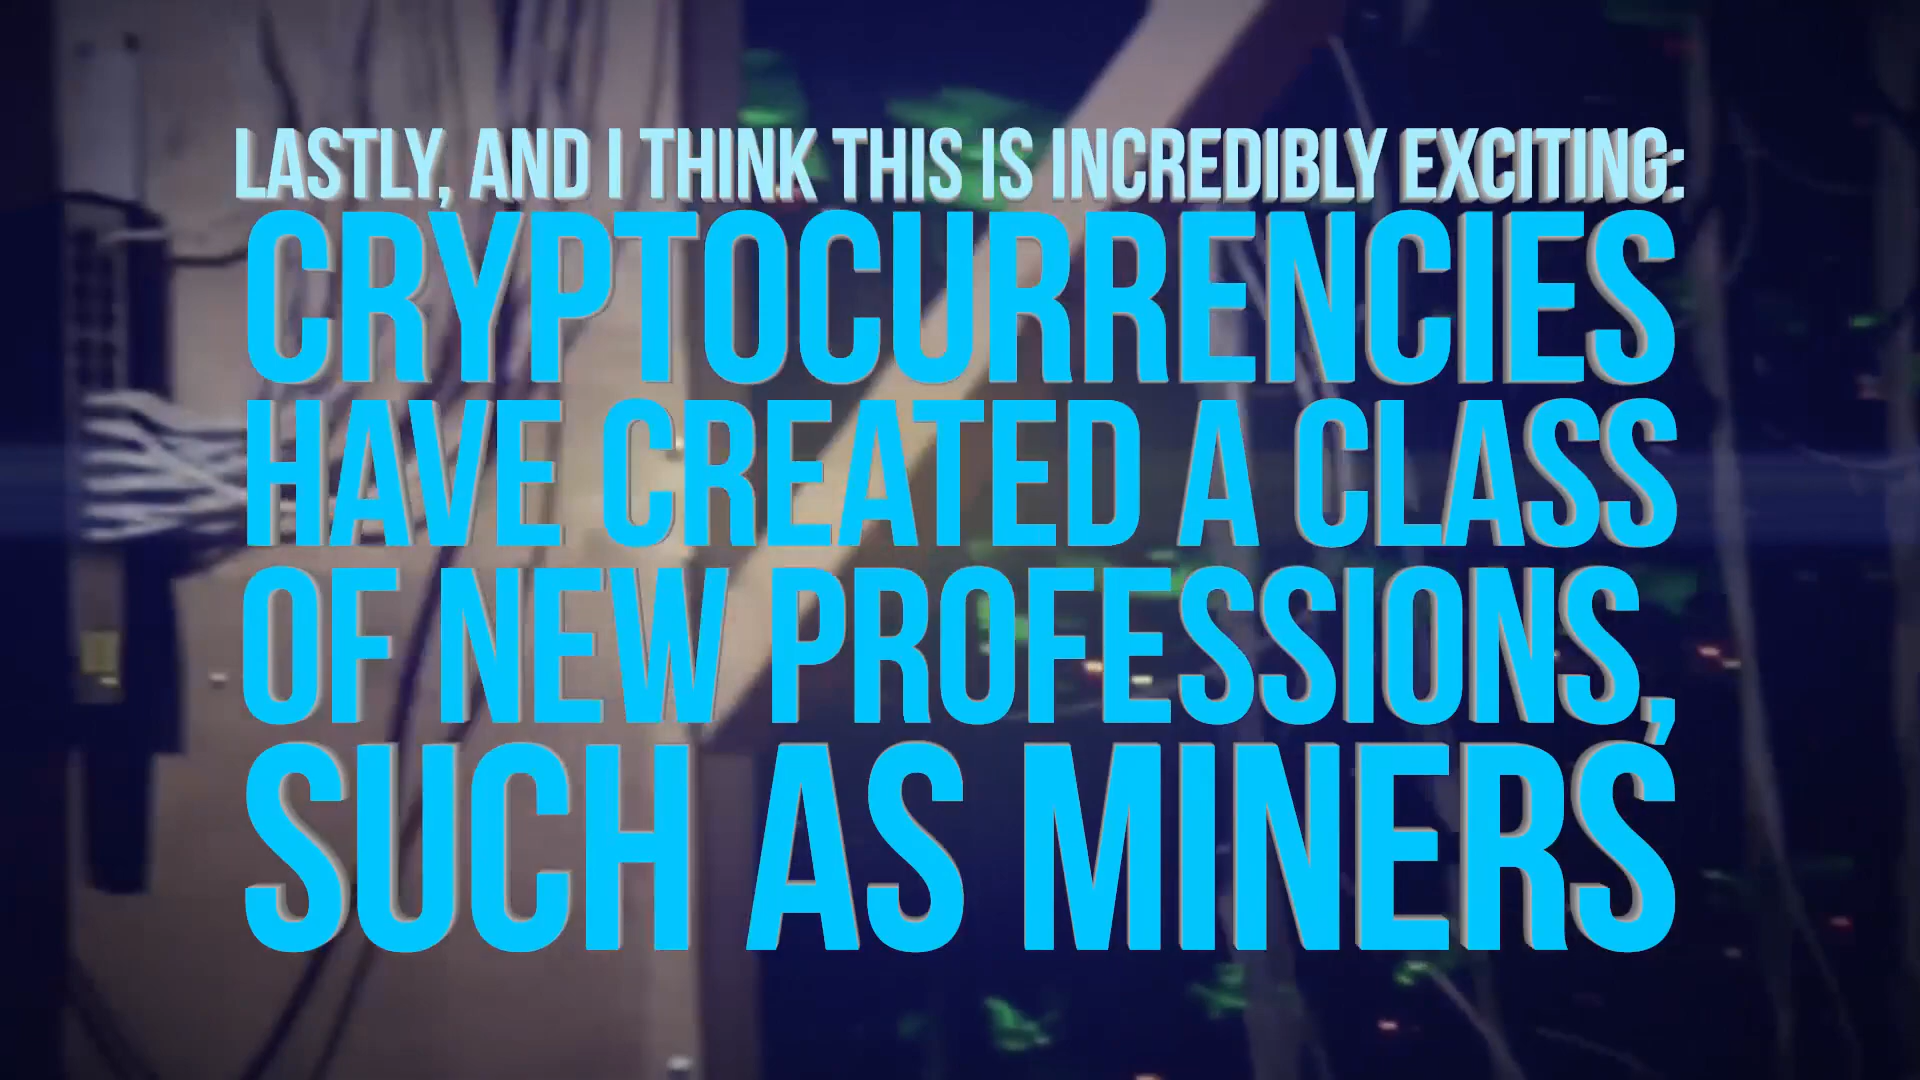 LASTLY, AND I THINK THIS IS INCREDIBLY EXCITING:
CRYPTOCURRENCIES
HAVE CREATED A CLASS
OF NEW PROFESSIONS,
SUCH AS MINERS